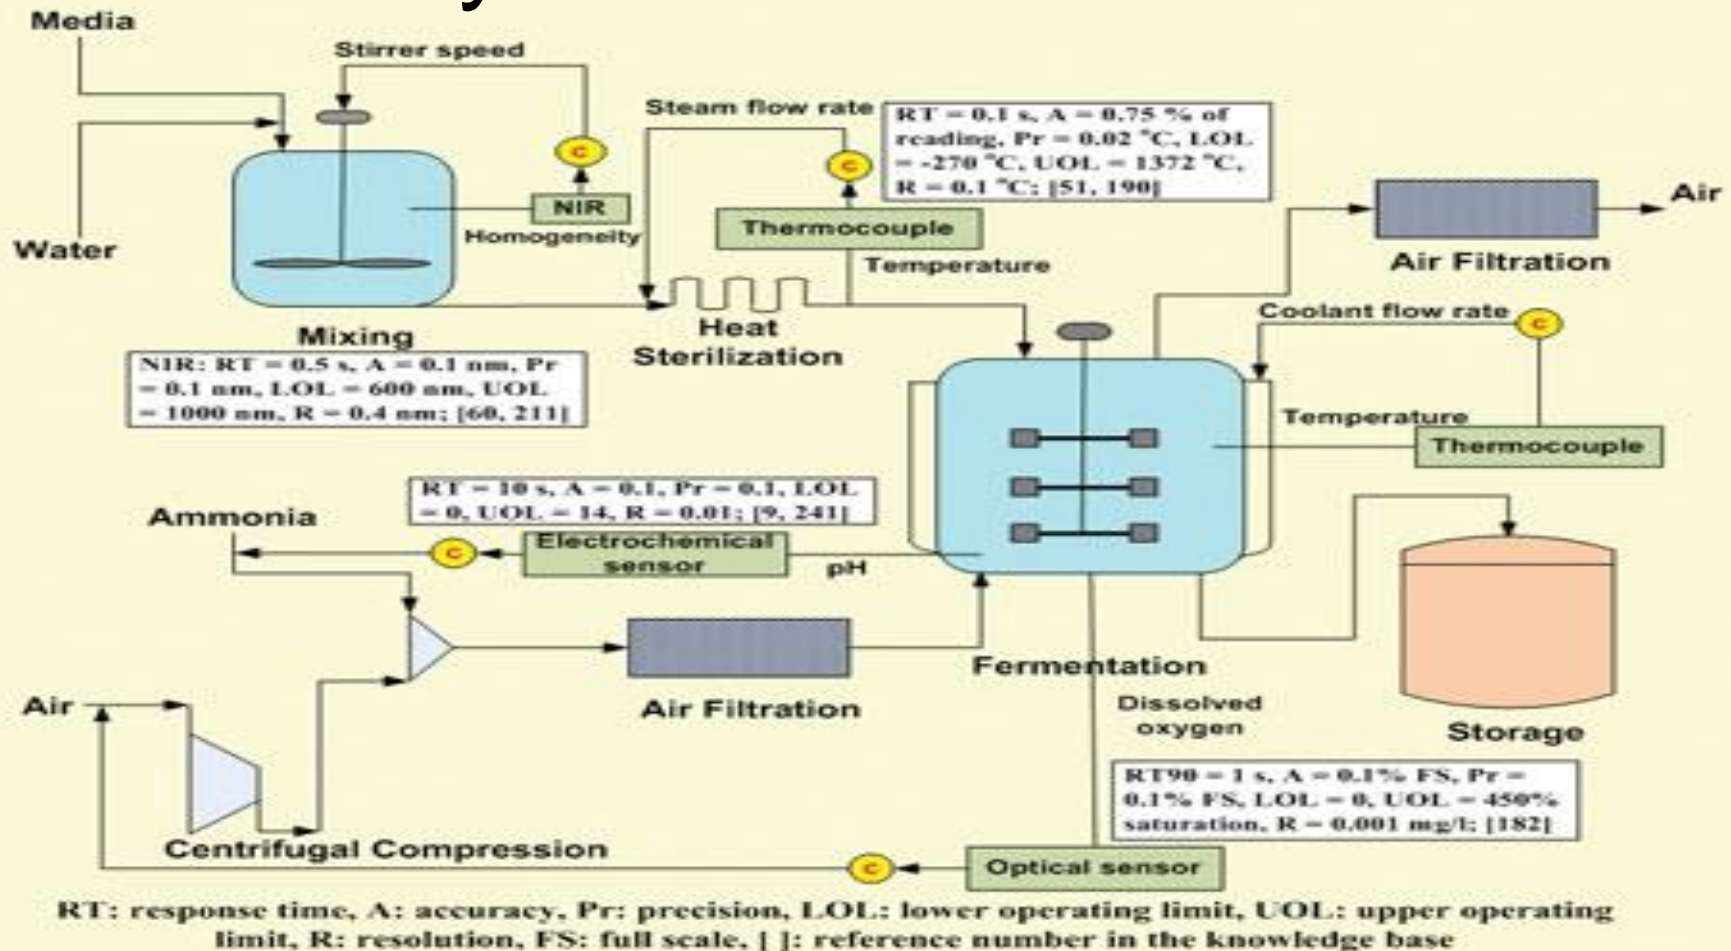 Media
Stirrer speed
Steam flow rate
RT = 0.1 s, A = 0.75 % of
reading, Pr = 0.02 °C, LOL
= -270 °C, UOL = 1372 °C,
R = 0.1 °C; [51, 190]
C
C
NIR
Homogeneity
Thermocouple
Temperature
Water
Air
Air Filtration
Mixing
Heat
Sterilization
Coolant flow rate
C
NIR: RT = 0.5 s, A = 0.1 nm, Pr
= 0.1 nm, LOL = 600 nm, UOL
= 1000 nm, R = 0.4 nm; [60, 211]
Temperature
Thermocouple
RT = 10 s, A = 0.1, Pr = 0.1, LOL
= 0, UOL = 14, R = 0.01; [9, 241]
Ammonia
C
Electrochemical
sensor
pH
Fermentation
Air
Air Filtration
Dissolved
oxygen
Storage
RT90 = 1 s, A = 0.1% FS, Pr =
0.1% FS, LOL = 0, UOL = 450%
saturation, R = 0.001 mg/l; [182]
Centrifugal Compression
C
Optical sensor
RT: response time, A: accuracy, Pr: precision, LOL: lower operating limit, UOL: upper operating
limit, R: resolution, FS: full scale, [ ]: reference number in the knowledge base